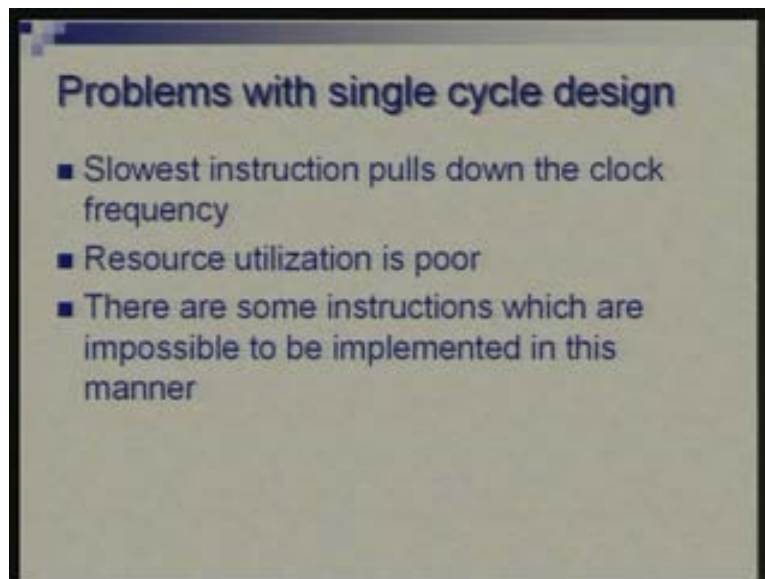 Problems with single cycle design
■ Slowest instruction pulls down the clock
frequency
■ Resource utilization is poor
■ There are some instructions which are
impossible to be implemented in this
manner